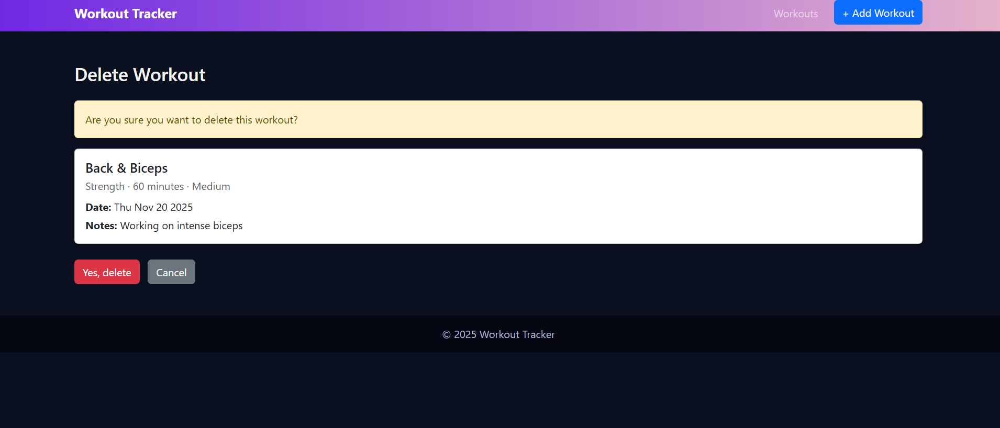 Workout Tracker
Workouts
+ Add Workout
Delete Workout
Are you sure you want to delete this workout?
Back & Biceps
Strength · 60 minutes · Medium
Date: Thu Nov 20 2025
Notes: Working on intense biceps
Yes, delete
Cancel
© 2025 Workout Tracker